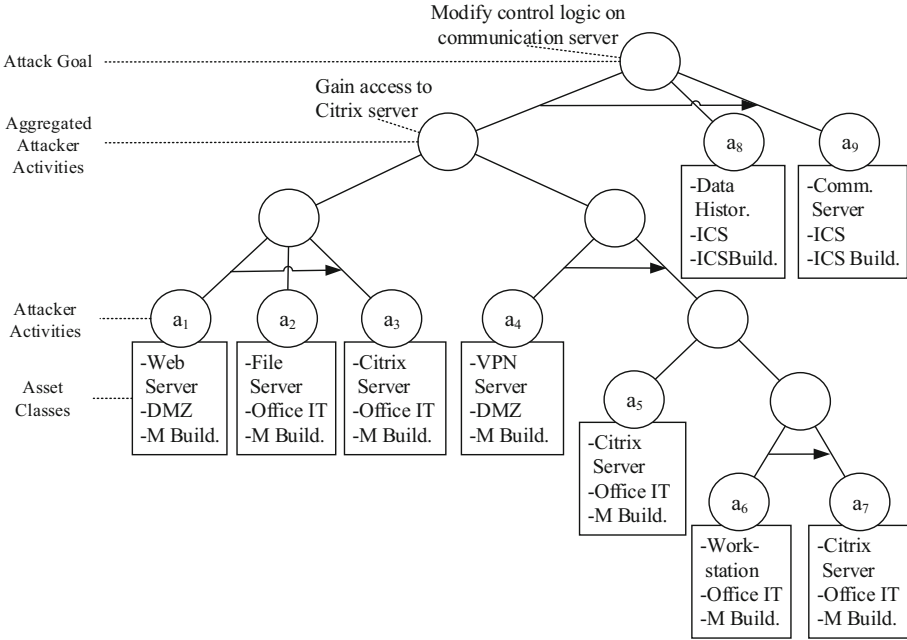 Modify control logic on
communication server
Attack Goal
Gain access to
Citrix server
Aggregated
Attacker
Activities
a8
-Data
Histor.
-ICS
-ICSBuild.
a9
-Comm.
Server
-ICS
-ICS Build.
Attacker
Activities
Asset
Classes
a1
-Web
Server
-DMZ
-M Build.
a2
-File
Server
-Office IT
-M Build.
a3
-Citrix
Server
-Office IT
-M Build.
a4
-VPN
Server
-DMZ
-M Build.
a5
-Citrix
Server
-Office IT
-M Build.
a6
-Work-
station
-Office IT
-M Build.
a7
-Citrix
Server
-Office IT
-M Build.